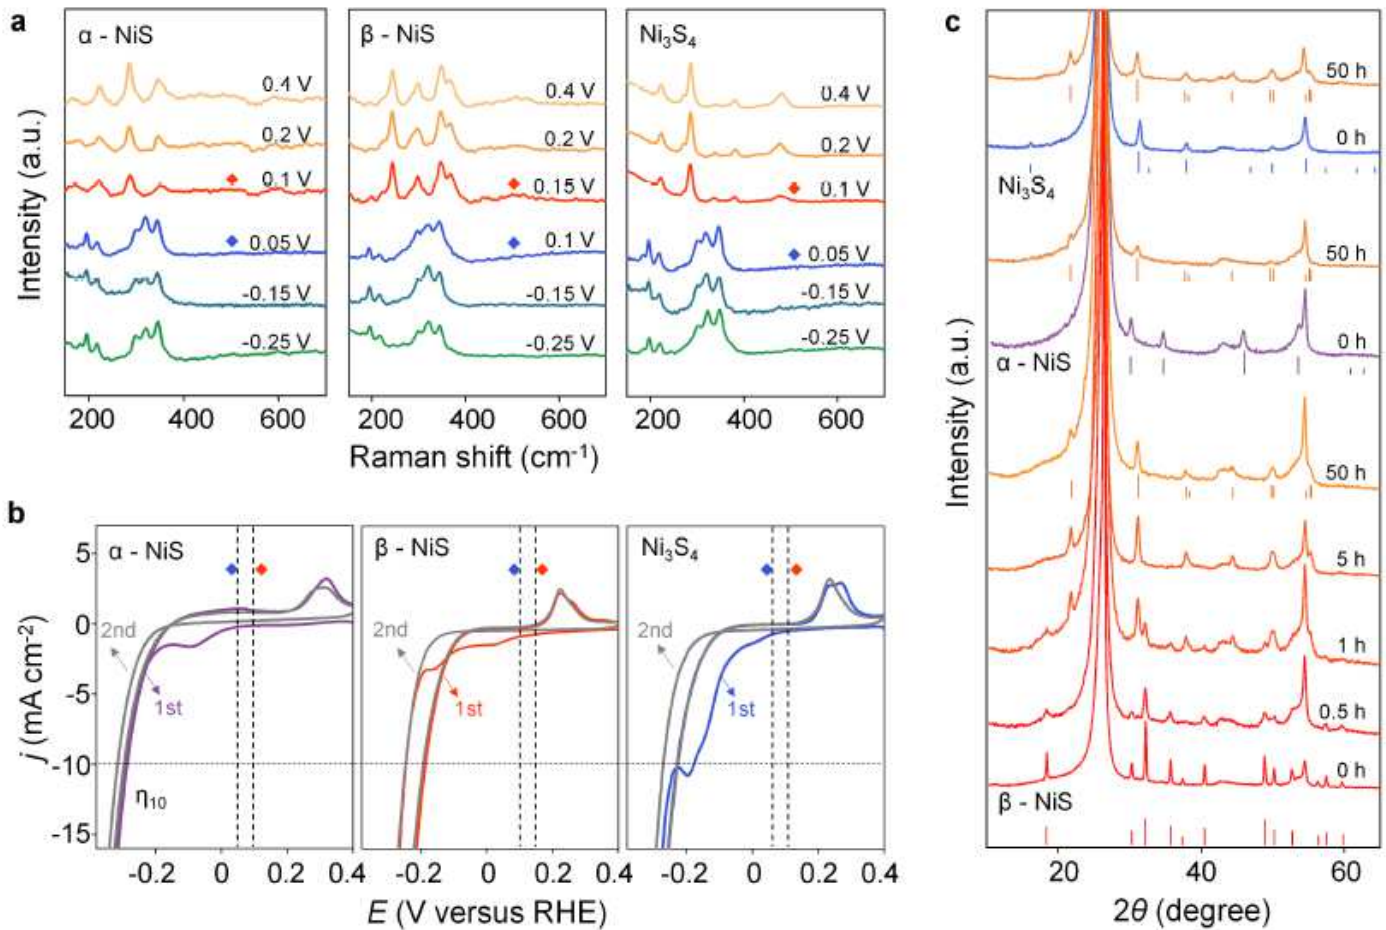 a
α - NiS
0.4 V
0.2 V
0.1 V
0.05 V
-0.15 V
-0.25 V
200
400
600
β - NiS
0.4 V
0.2 V
0.15 V
0.1 V
-0.15 V
-0.25 V
200
400
600
Ni₃S₄
0.4 V
0.2 V
0.1 V
0.05 V
-0.15 V
-0.25 V
200
400
600
Intensity (a.u.)
Raman shift (cm⁻¹)
b
α - NiS
2nd
1st
η₁₀
β - NiS
2nd
1st
Ni₃S₄
2nd
1st
5
0
-5
-10
-15
j (mA cm⁻²)
-0.2
0
0.2
0.4
-0.2
0
0.2
0.4
-0.2
0
0.2
0.4
E (V versus RHE)
c
50 h
0 h
Ni₃S₄
50 h
0 h
α - NiS
50 h
5 h
1 h
0.5 h
0 h
β - NiS
Intensity (a.u.)
20
40
60
2θ (degree)